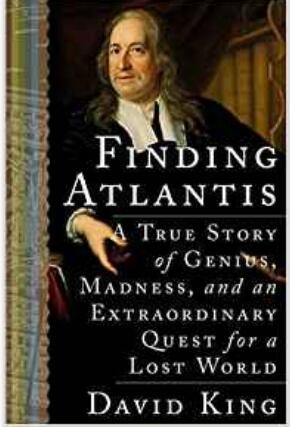 FINDING
ATLANTIS
A TRUE STORY
of GENIUS,
MADNESS, and an
EXTRAORDINARY
QUEST for a
LOST WORLD
DAVID KING